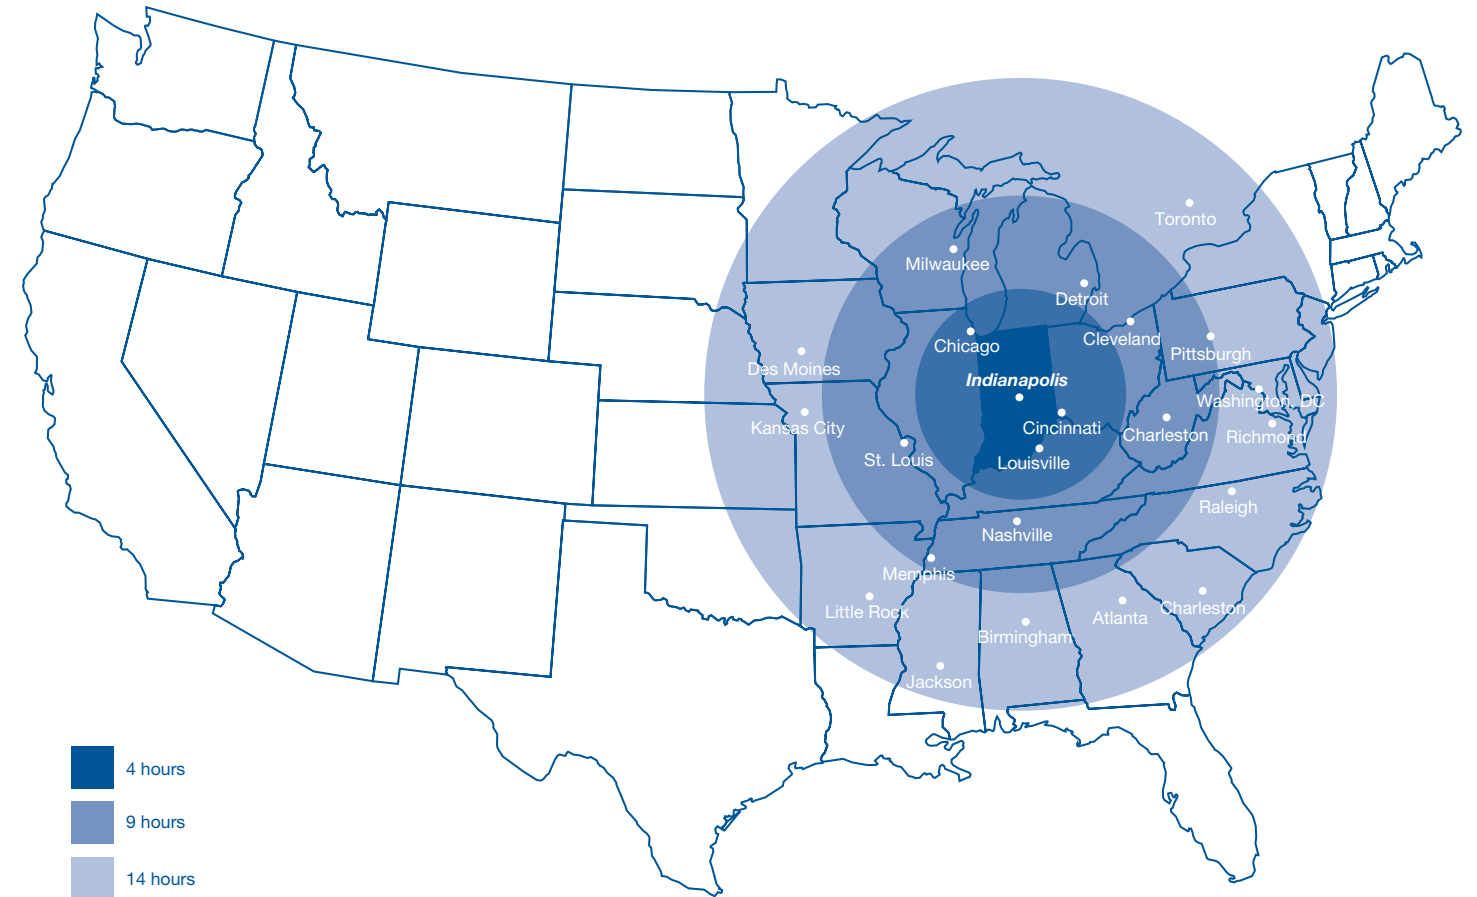 Toronto
Milwaukee
Detroit
Chicago
Cleveland
Pittsburgh
Des Moines
Indianapolis
Washington, DC
Kansas City
Cincinnati
Charleston
Richmond
St. Louis
Louisville
Raleigh
Nashville
Memphis
Little Rock
Charleston
Atlanta
Birmingham
Jackson
4 hours
9 hours
14 hours